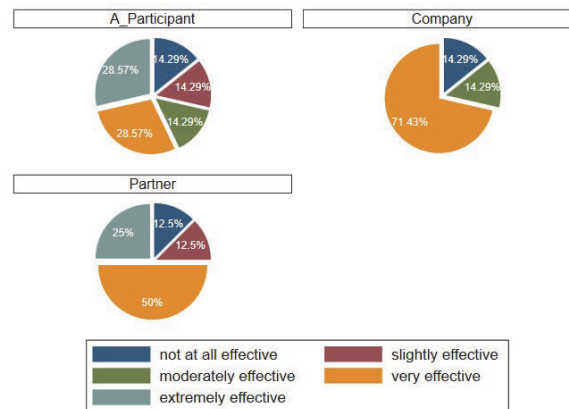 A_Participant
Company
28.57%
14.29%
14.29%
14.29%
28.57%
14.29%
14.29%
71.43%
Partner
25%
12.5%
12.5%
50%
not at all effective
slightly effective
moderately effective
very effective
extremely effective